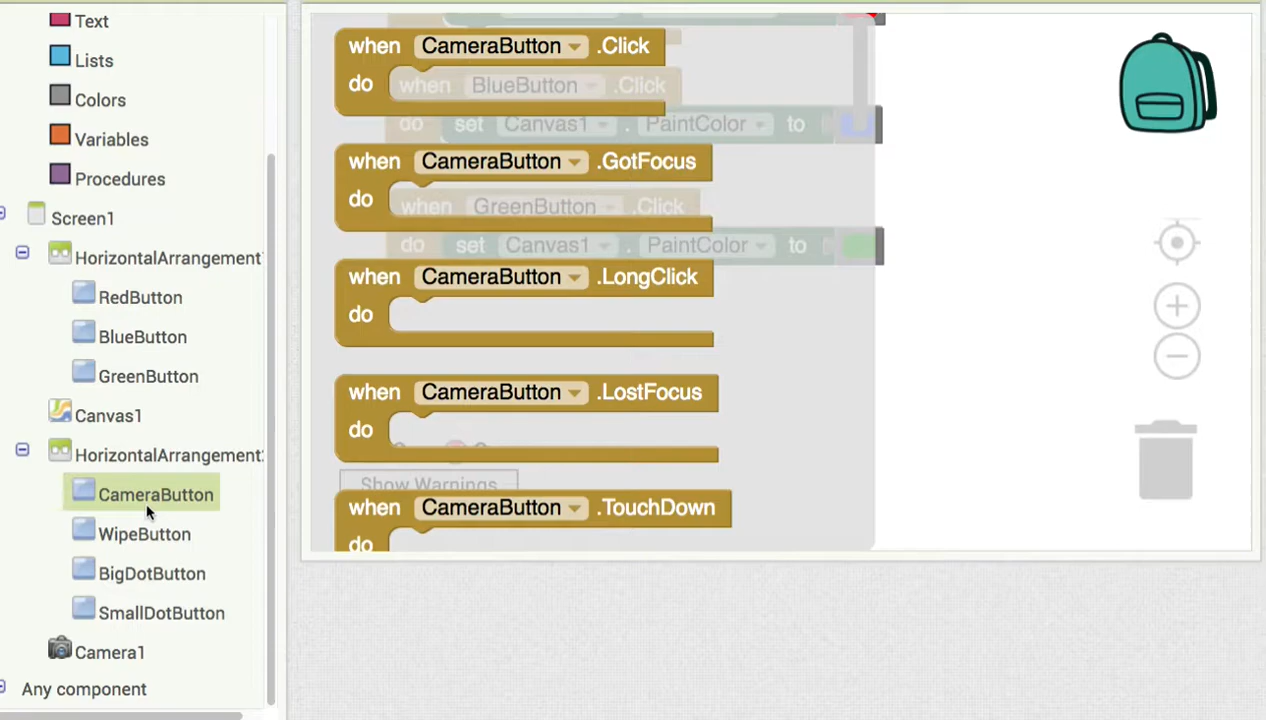 Text
Lists
Colors
Variables
Procedures
Screen1
HorizontalArrangement
RedButton
BlueButton
GreenButton
Canvas1
HorizontalArrangement
CameraButton
WipeButton
BigDotButton
SmallDotButton
Camera1
Any component
when CameraButton .Click
do
when BlueButton .Click
do set Canvas1 . PaintColor to
when CameraButton .GotFocus
do
when GreenButton .Click
do set Canvas1 . PaintColor to
when CameraButton .LongClick
do
when CameraButton .LostFocus
do
Show Warnings
when CameraButton .TouchDown
do